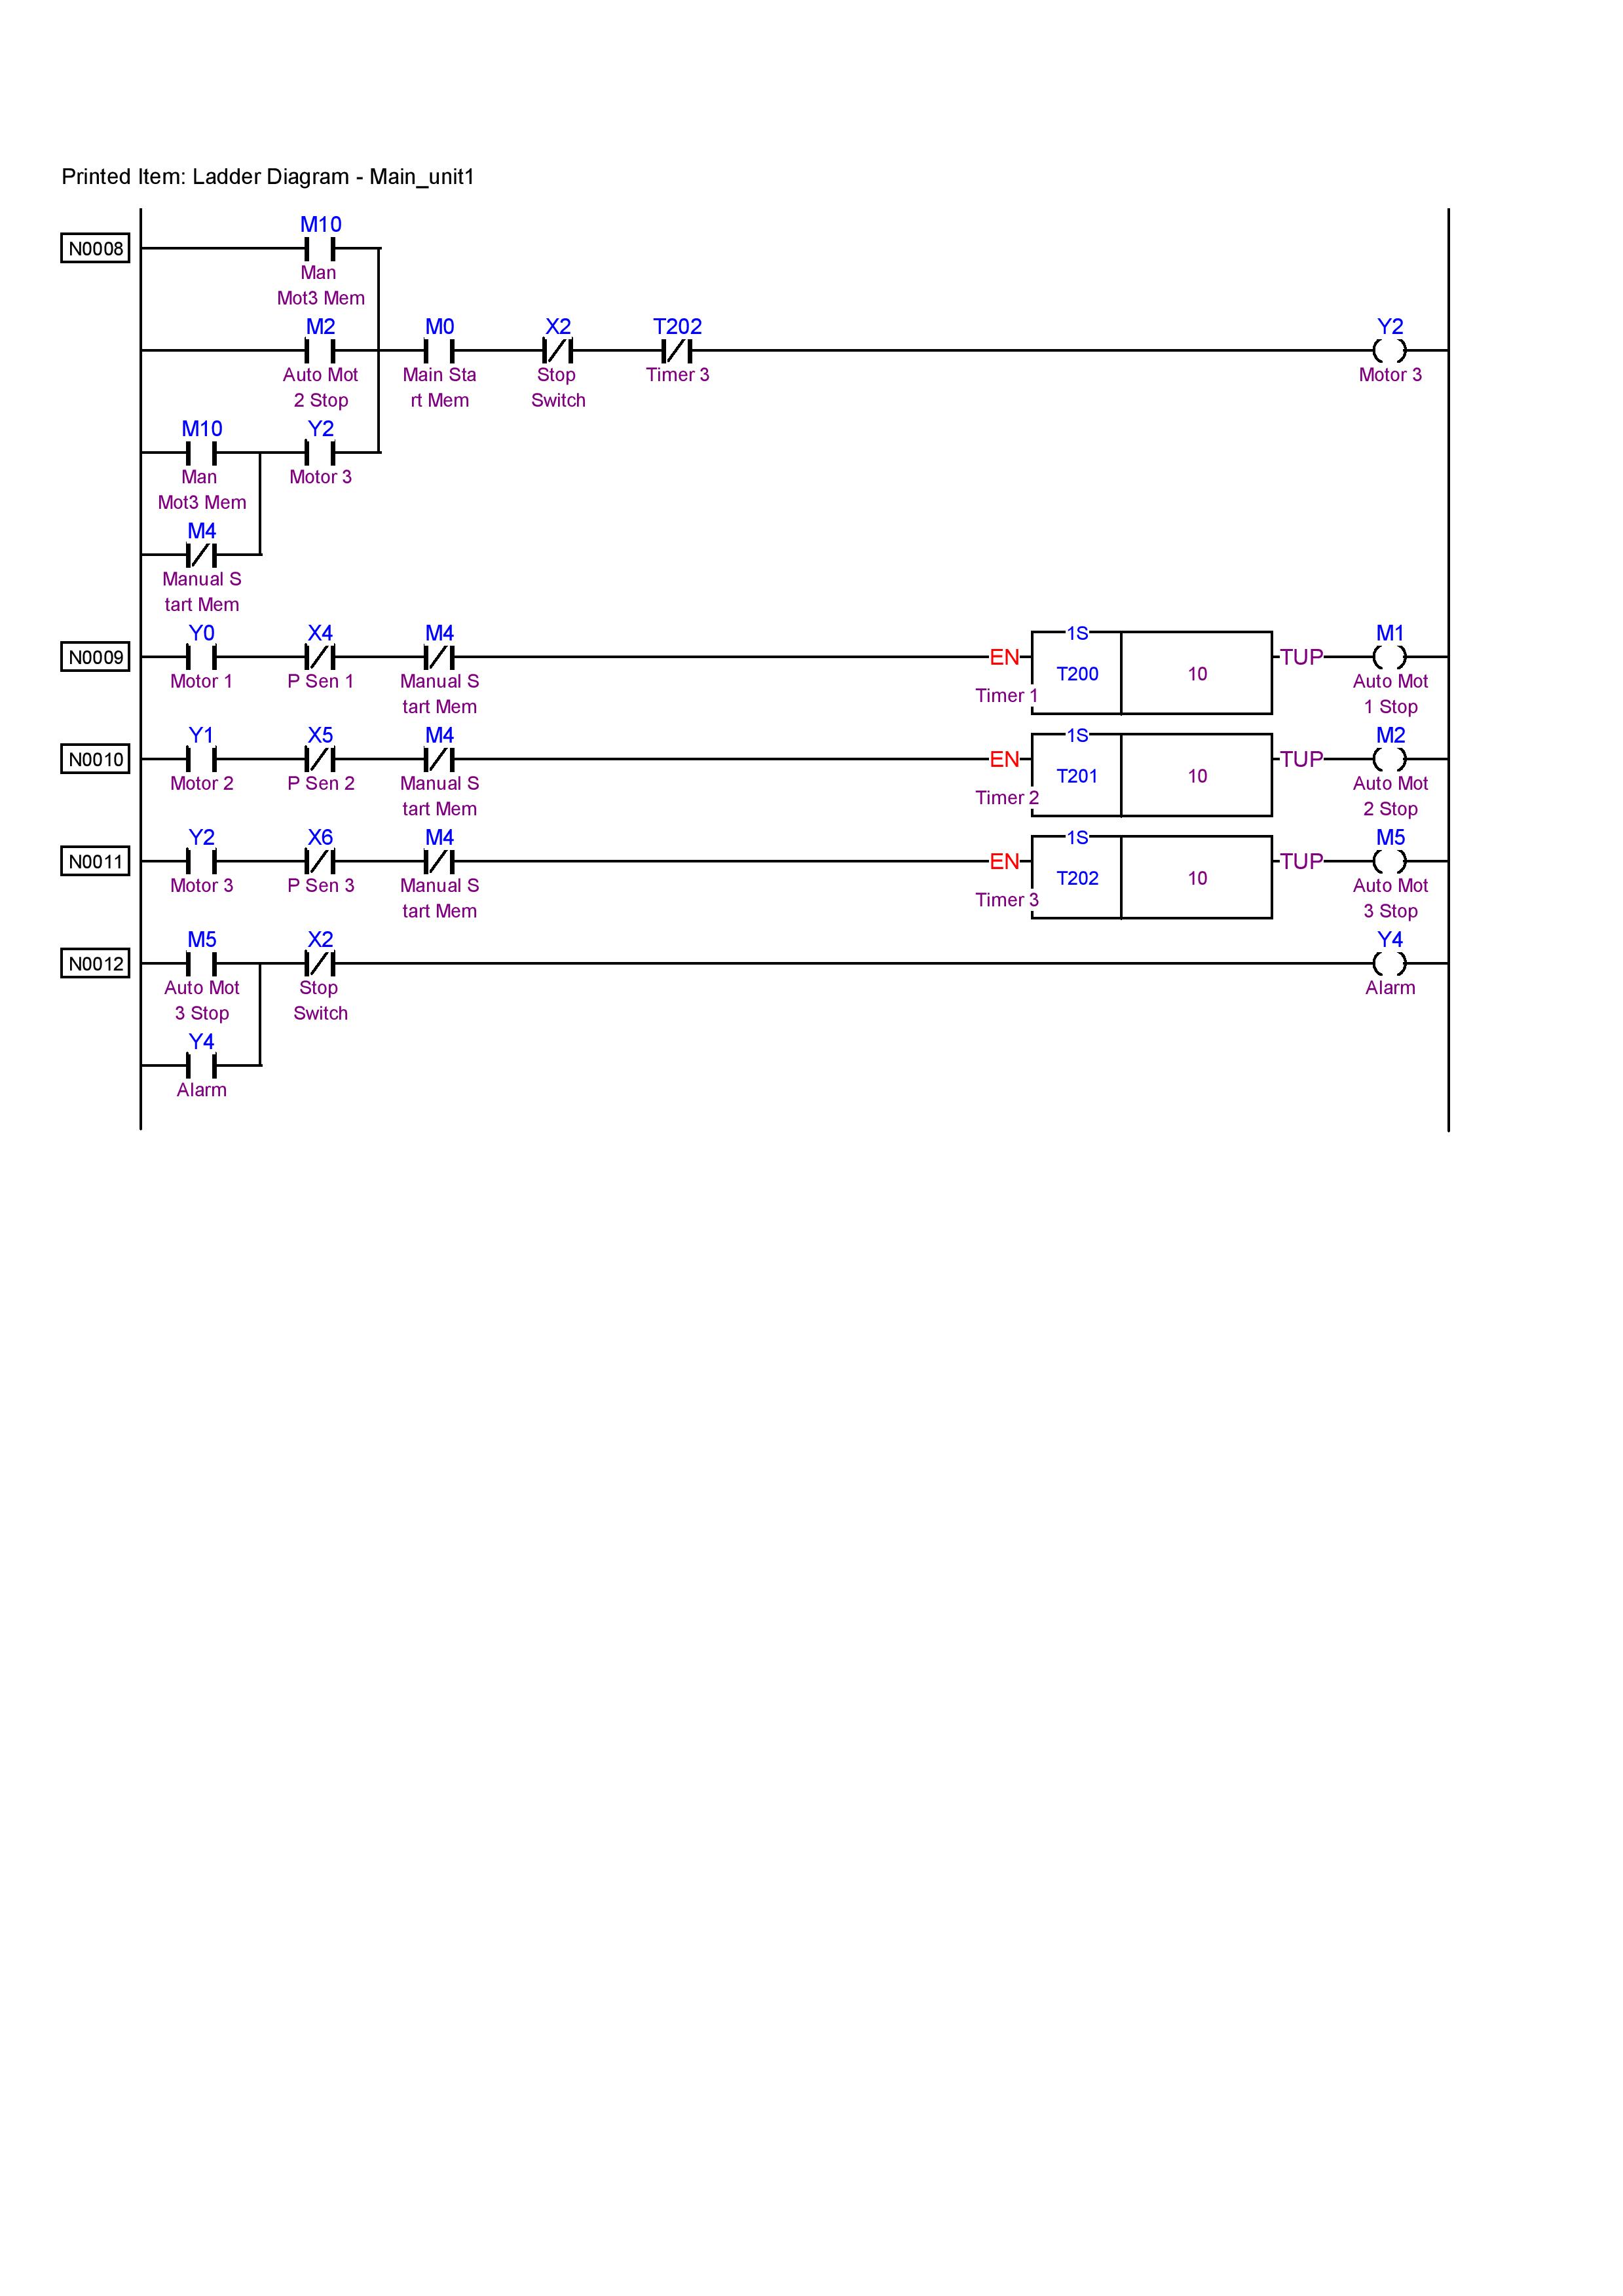 Printed Item: Ladder Diagram - Main_unit1
M10
N0008
Man
Mot3 Mem
M2 M0 X2 T202 Y2
Auto Mot Main Sta Stop Timer 3 Motor 3
2 Stop rt Mem Switch
M10 Y2
Man Motor 3
Mot3 Mem
M4
Manual S
tart Mem
Y0 X4 M4 1S M1
N0009 EN TUP
T200 10
Motor 1 P Sen 1 Manual S Timer 1 Auto Mot
tart Mem 1 Stop
Y1 X5 M4 1S M2
N0010 EN TUP
T201 10
Motor 2 P Sen 2 Manual S Timer 2 Auto Mot
tart Mem 2 Stop
Y2 X6 M4 1S M5
N0011 EN TUP
T202 10
Motor 3 P Sen 3 Manual S Timer 3 Auto Mot
tart Mem 3 Stop
M5 X2 Y4
N0012
Auto Mot Stop Alarm
3 Stop Switch
Y4
Alarm